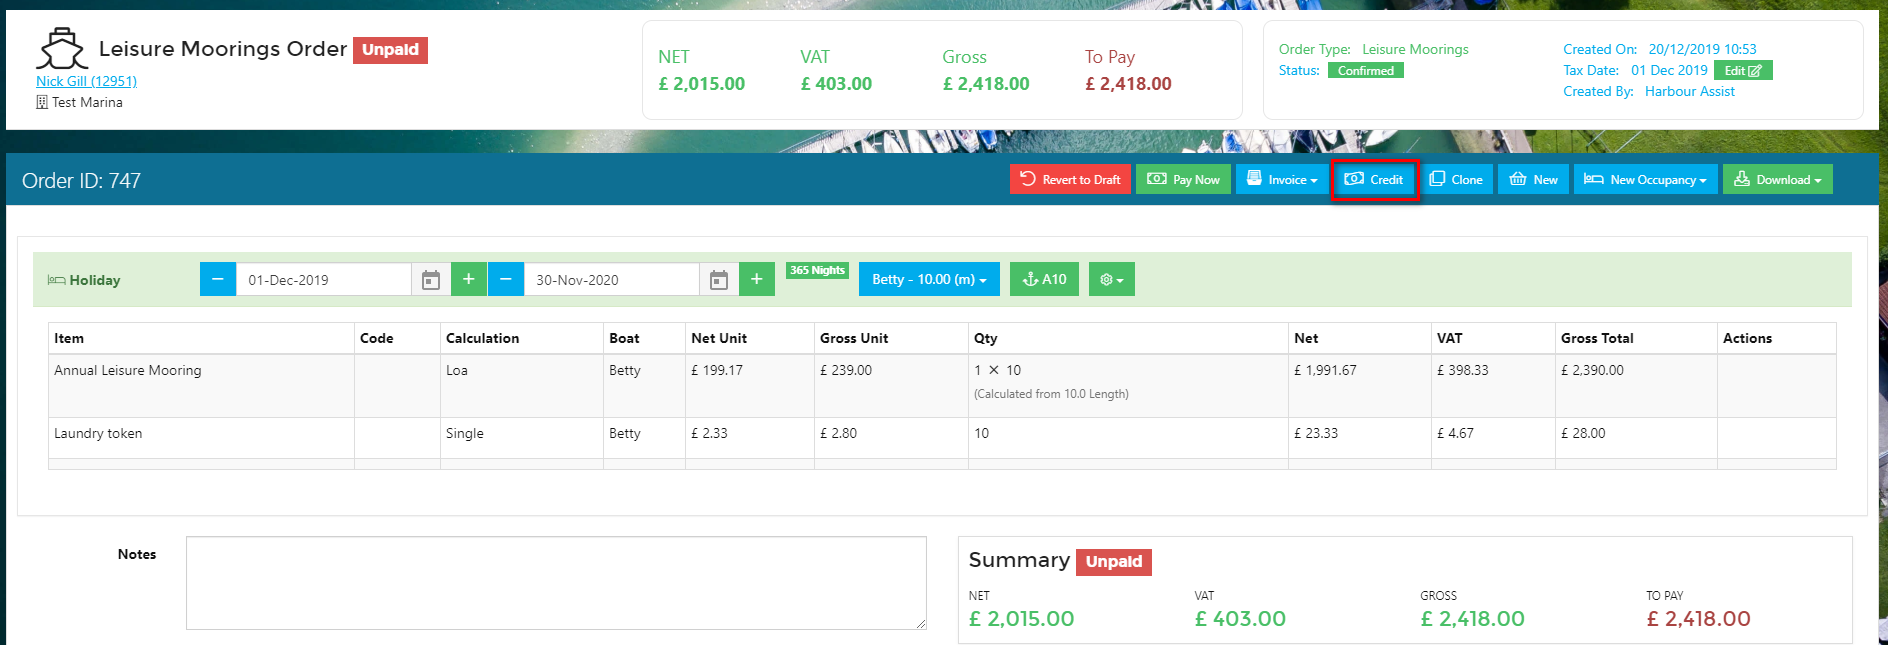 Leisure Moorings Order Unpaid
Nick Gill (12951)
Test Marina
NET VAT Gross To Pay
£ 2,015.00 £ 403.00 £ 2,418.00 £ 2,418.00
Order Type: Leisure Moorings
Status: Confirmed
Created On: 20/12/2019 10:53
Tax Date: 01 Dec 2019 Edit
Created By: Harbour Assist
Order ID: 747 Revert to Draft Pay Now Invoice Credit Clone New New Occupancy Download
Holiday 01-Dec-2019 + 30-Nov-2020 + 365 Nights Betty - 10.00 (m) A10
Item Code Calculation Boat Net Unit Gross Unit Qty Net VAT Gross Total Actions
Annual Leisure Mooring Loa Betty £ 199.17 £ 239.00 1 × 10 £ 1,991.67 £ 398.33 £ 2,390.00
(Calculated from 10.0 Length)
Laundry token Single Betty £ 2.33 £ 2.80 10 £ 23.33 £ 4.67 £ 28.00
Notes
Summary Unpaid
NET VAT GROSS TO PAY
£ 2,015.00 £ 403.00 £ 2,418.00 £ 2,418.00